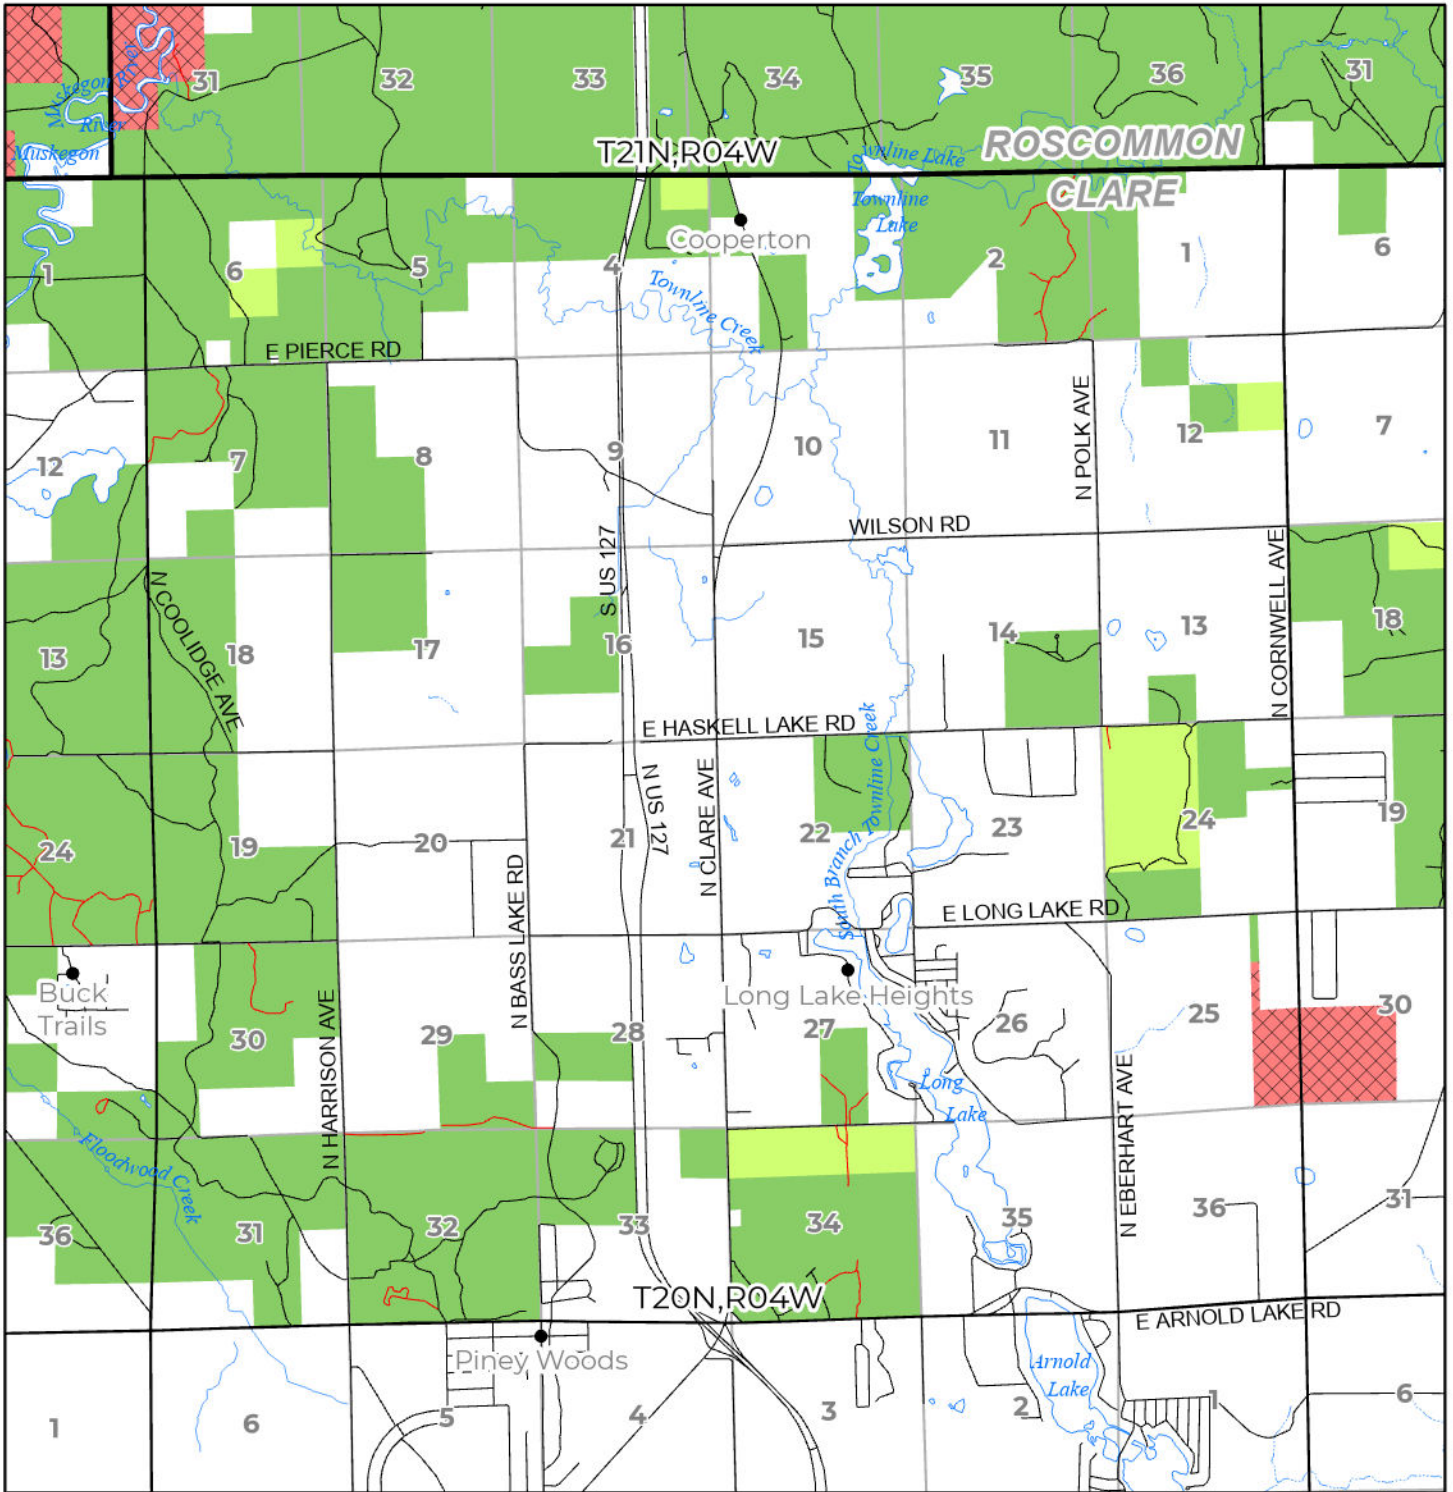 31
32
33
34
35
36
31
Muskegon River
River
Muskegon
T21N,R04W
ROSCOMMON
CLARE
Townline Lake
Townline
Lake
Cooperton
1
6
5
4
2
1
6
Townline Creek
E PIERCE RD
12
7
8
9
10
11
N POLK AVE
12
7
WILSON RD
S US 127
N COOLIDGE AVE
N CORNWELL AVE
13
18
17
16
15
14
13
18
E HASKELL LAKE RD
N US 127
N CLARE AVE
South Branch Townline Creek
24
19
20
21
22
23
24
19
N BASS LAKE RD
E LONG LAKE RD
Buck
Trails
Long Lake Heights
N HARRISON AVE
30
29
28
27
26
25
30
Long
Lake
N EBERHART AVE
Floodwood Creek
36
31
32
33
34
35
36
31
T20N,R04W
E ARNOLD LAKE RD
Piney Woods
Arnold
Lake
1
6
5
4
3
2
1
6